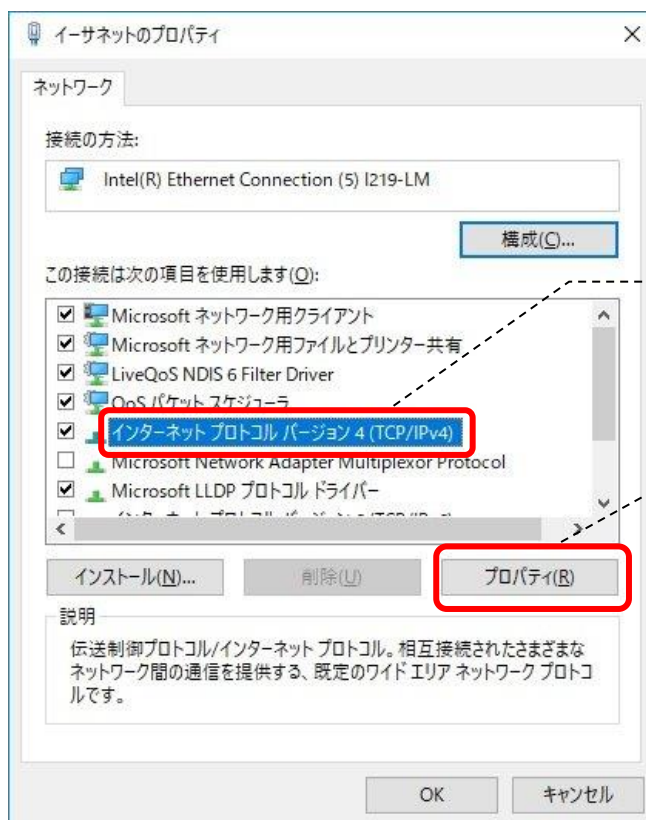 イーサネットのプロパティ
ネットワーク
接続の方法:
Intel(R) Ethernet Connection (5) I219-LM
構成(C)...
この接続は次の項目を使用します(O):
Microsoft ネットワーク用クライアント
Microsoft ネットワーク用ファイルとプリンター共有
LiveQoS NDIS 6 Filter Driver
QoS パケット スケジューラ
インターネット プロトコル バージョン 4 (TCP/IPv4)
Microsoft Network Adapter Multiplexor Protocol
Microsoft LLDP プロトコル ドライバー
インストール(N)...
削除(U)
プロパティ(R)
説明
伝送制御プロトコル/インターネット プロトコル。相互接続されたさまざまな
ネットワーク間の通信を提供する、既定のワイド エリア ネットワーク プロトコ
ルです。
OK
キャンセル